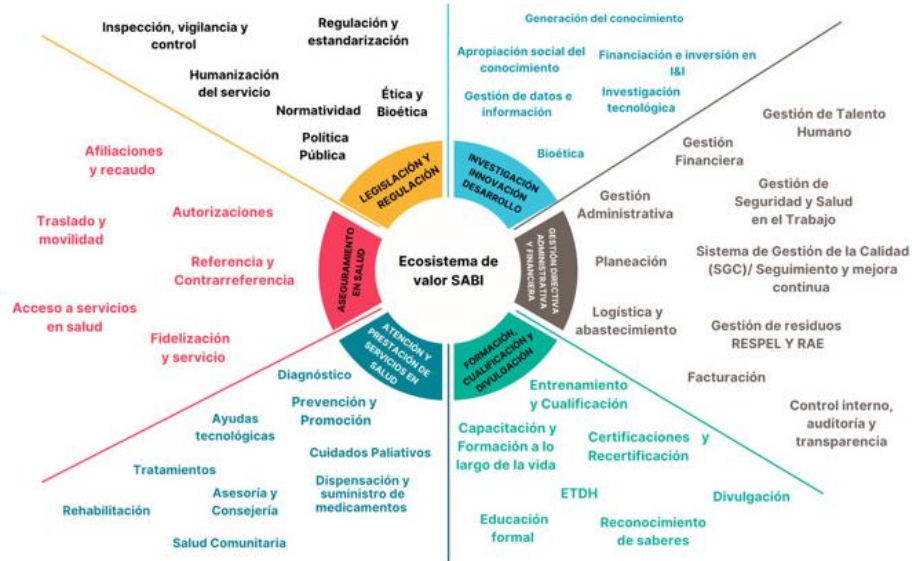 Inspección, vigilancia y
control
Regulación y
estandarización
Humanización
del servicio
Normatividad
Ética y
Bioética
Política
Pública
LEGISLACIÓN Y
REGULACIÓN
Generación del conocimiento
Apropiación social del
conocimiento
Financiación e inversión en
I&I
Gestión de datos e
información
Investigación
tecnológica
Bioética
INVESTIGACIÓN
INNOVACIÓN
DESARROLLO
Gestión de Talento
Humano
Gestión
Financiera
Gestión
Administrativa
Gestión de
Seguridad y Salud
en el Trabajo
Planeación
Sistema de Gestión de la Calidad
(SGC)/ Seguimiento y mejora
continua
Logística y
abastecimiento
Gestión de residuos
RESPEL Y RAE
Facturación
Control interno,
auditoría y
transparencia
GESTIÓN DIRECTIVA
ADMINISTRATIVA
Y FINANCIERA
Ecosistema de
valor SABI
Afiliaciones
y recaudo
Autorizaciones
Traslado y
movilidad
Referencia y
Contrarreferencia
Acceso a servicios
en salud
Fidelización
y servicio
ASEGURAMIENTO
EN SALUD
ATENCIÓN Y
PRESTACIÓN DE
SERVICIOS EN
SALUD
Diagnóstico
Prevención y
Promoción
Ayudas
tecnológicas
Cuidados Paliativos
Tratamientos
Asesoría y
Consejería
Dispensación y
suministro de
medicamentos
Rehabilitación
Salud Comunitaria
FORMACIÓN,
CUALIFICACIÓN y
DIVULGACIÓN
Entrenamiento
y Cualificación
Capacitación y
Formación a lo
largo de la vida
Certificaciones y
Recertificación
ETDH
Divulgación
Educación
formal
Reconocimiento
de saberes